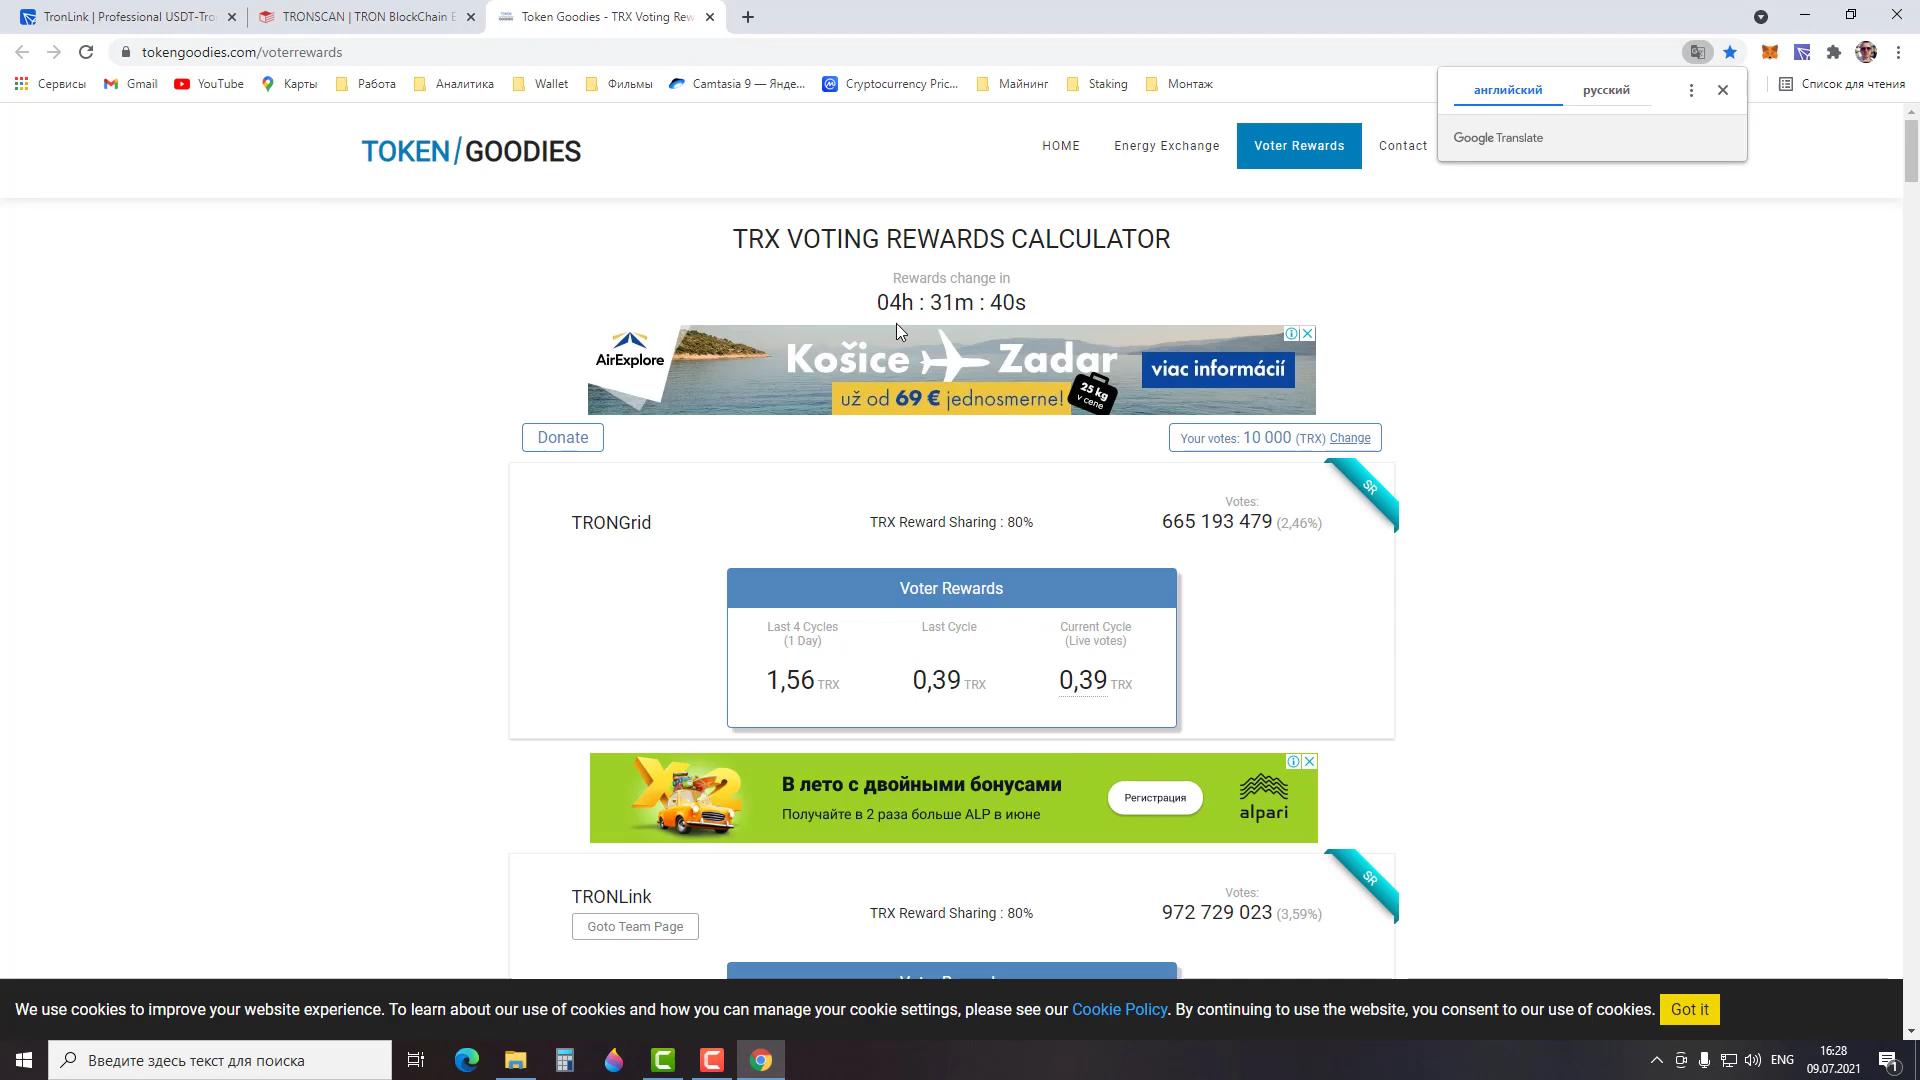 TronLink | Professional USDT-Tro
TRONSCAN | TRON BlockChain E
Token Goodies - TRX Voting Rew
tokengoodies.com/voterrewards
Сервисы
Gmail
YouTube
Карты
Работа
Аналитика
Wallet
Фильмы
Camtasia 9 — Янде...
Cryptocurrency Pric...
Майнинг
Staking
Монтаж
Список для чтения
английский
русский
Google Translate
TOKEN/GOODIES
HOME
Energy Exchange
Voter Rewards
Contact
TRX VOTING REWARDS CALCULATOR
Rewards change in
04h : 31m : 40s
AirExplore
Košice
Zadar
už od 69 € jednosmerne!
25 kg
v cene
viac informácií
Donate
Your votes: 10 000 (TRX) Change
SR
TRONGrid
TRX Reward Sharing : 80%
Votes:
665 193 479 (2,46%)
Voter Rewards
Last 4 Cycles
(1 Day)
Last Cycle
Current Cycle
(Live votes)
1,56 TRX
0,39 TRX
0,39 TRX
X2
В лето с двойными бонусами
Получайте в 2 раза больше ALP в июне
Регистрация
alpari
SR
TRONLink
Goto Team Page
TRX Reward Sharing : 80%
Votes:
972 729 023 (3,59%)
We use cookies to improve your website experience. To learn about our use of cookies and how you can manage your cookie settings, please see our Cookie Policy. By continuing to use the website, you consent to our use of cookies.
Got it
Введите здесь текст для поиска
ENG
16:28
09.07.2021
1